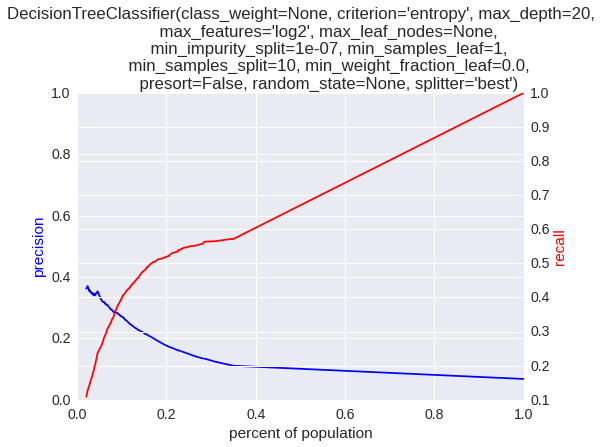 DecisionTreeClassifier(class_weight=None, criterion='entropy', max_depth=20,
max_features='log2', max_leaf_nodes=None,
min_impurity_split=1e-07, min_samples_leaf=1,
min_samples_split=10, min_weight_fraction_leaf=0.0,
presort=False, random_state=None, splitter='best')
1.0
0.8
0.6
0.4
0.2
0.0
precision
1.0
0.9
0.8
0.7
0.6
0.5
0.4
0.3
0.2
0.1
recall
0.0 0.2 0.4 0.6 0.8 1.0
percent of population